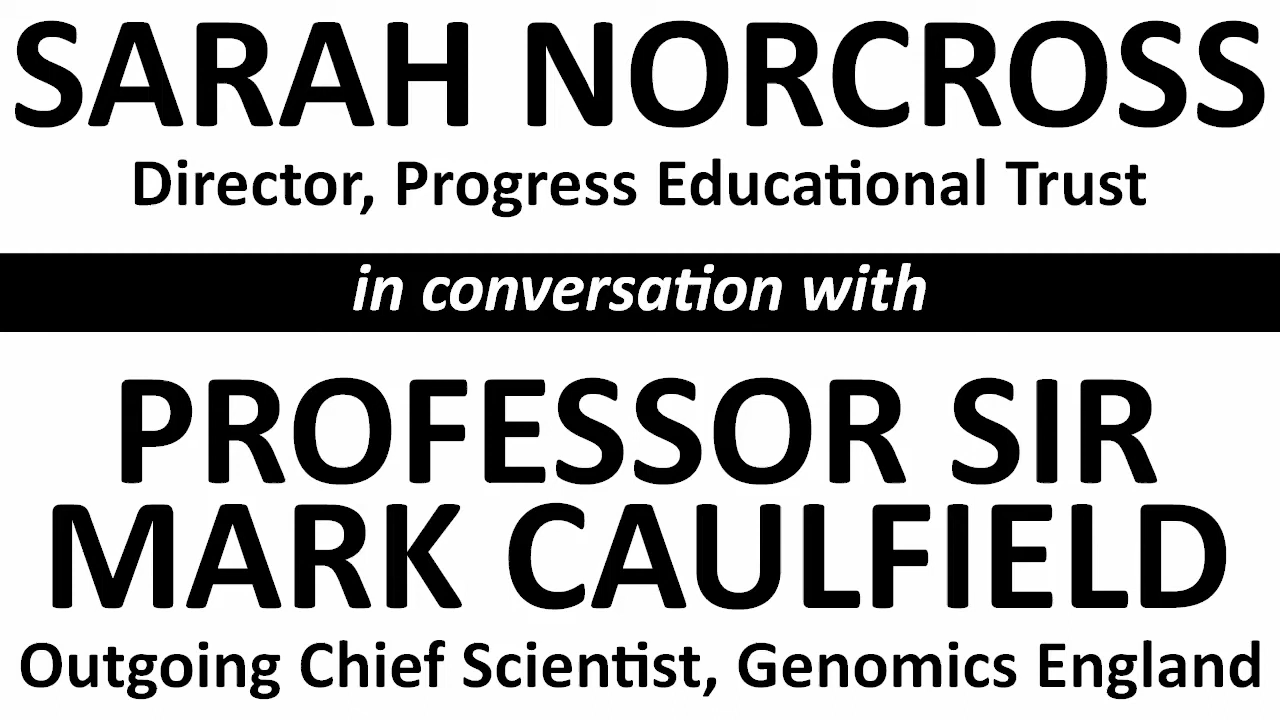 SARAH NORCROSS
Director, Progress Educational Trust
in conversation with
PROFESSOR SIR
MARK CAULFIELD
Outgoing Chief Scientist, Genomics England